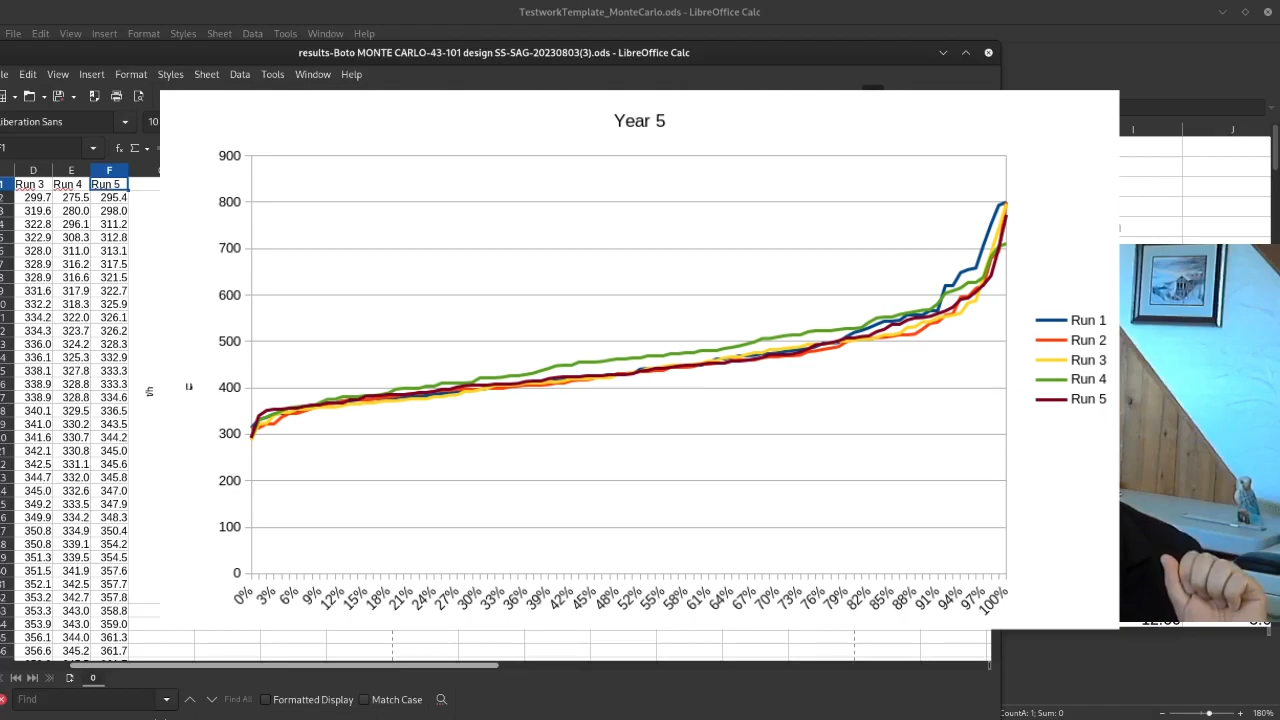 TestworkTemplate_MonteCarlo.ods - LibreOffice Calc
File Edit View Insert Format Styles Sheet Data Tools Window Help
results-Boto MONTE CARLO-43-101 design SS-SAG-20230803(3).ods - LibreOffice Calc
Edit View Insert Format Styles Sheet Data Tools Window Help
iberation Sans 10
F1
D E F
Run 3 Run 4 Run 5
299.7 275.5 295.4
319.6 280.0 298.0
322.8 296.1 311.2
322.9 308.3 312.8
328.0 311.0 313.1
328.9 316.2 317.5
328.9 316.6 321.5
331.6 317.9 322.7
332.2 318.3 325.9
334.2 322.0 326.1
334.3 323.7 326.2
336.0 324.2 328.3
336.1 325.3 332.9
338.1 327.8 333.3
338.9 328.8 333.3
338.9 328.8 334.6
340.1 329.5 336.5
341.0 330.2 343.5
341.6 330.7 344.2
342.1 330.8 345.0
342.5 331.1 345.6
344.7 332.0 345.8
345.0 332.6 347.0
349.2 333.5 347.9
349.9 334.2 348.3
350.8 334.9 350.4
350.8 339.1 354.2
351.3 339.5 354.5
351.5 341.9 357.6
352.1 342.5 357.7
353.2 342.7 357.8
353.3 343.0 358.8
353.9 343.0 359.0
356.1 344.0 361.3
356.6 345.2 361.7
Year 5
900
800
700
600
500
400
300
200
100
0
t/h
0% 3% 6% 9% 12% 15% 18% 21% 24% 27% 30% 33% 36% 39% 42% 45% 48% 52% 55% 58% 61% 64% 67% 70% 73% 76% 79% 82% 85% 88% 91% 94% 97% 100%
Run 1
Run 2
Run 3
Run 4
Run 5
I J
Find
Find All
Formatted Display
Match Case
CountA: 1; Sum: 0
180%